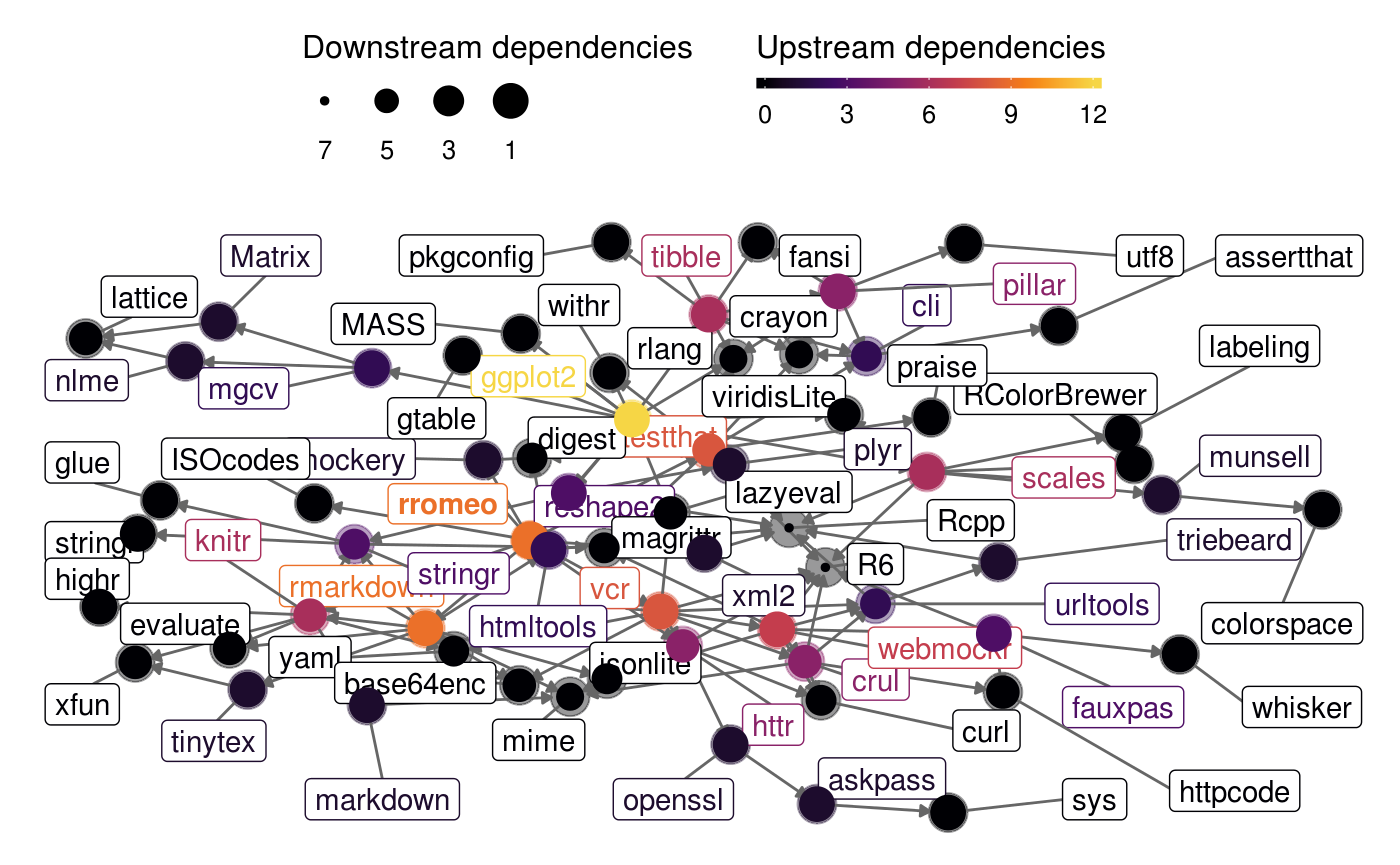 Downstream dependencies Upstream dependencies
0 3 6 9 12
7 5 3 1
Matrix pkgconfig tibble fansi utf8 assertthat
lattice withr crayon cli pillar
MASS rlang labeling
nlme mgcv ggplot2 viridisLite praise RColorBrewer
gtable digest testthat plyr
glue ISOcodes mockery scales munsell
rromeo reshape2 lazyeval
stringi knitr magrittr Rcpp triebeard
highr rmarkdown stringr vcr xml2 R6
evaluate htmltools urltools colorspace
yaml base64enc jsonlite webmockr
xfun crul fauxpas whisker
tinytex mime httr curl
markdown openssl askpass sys httpcode